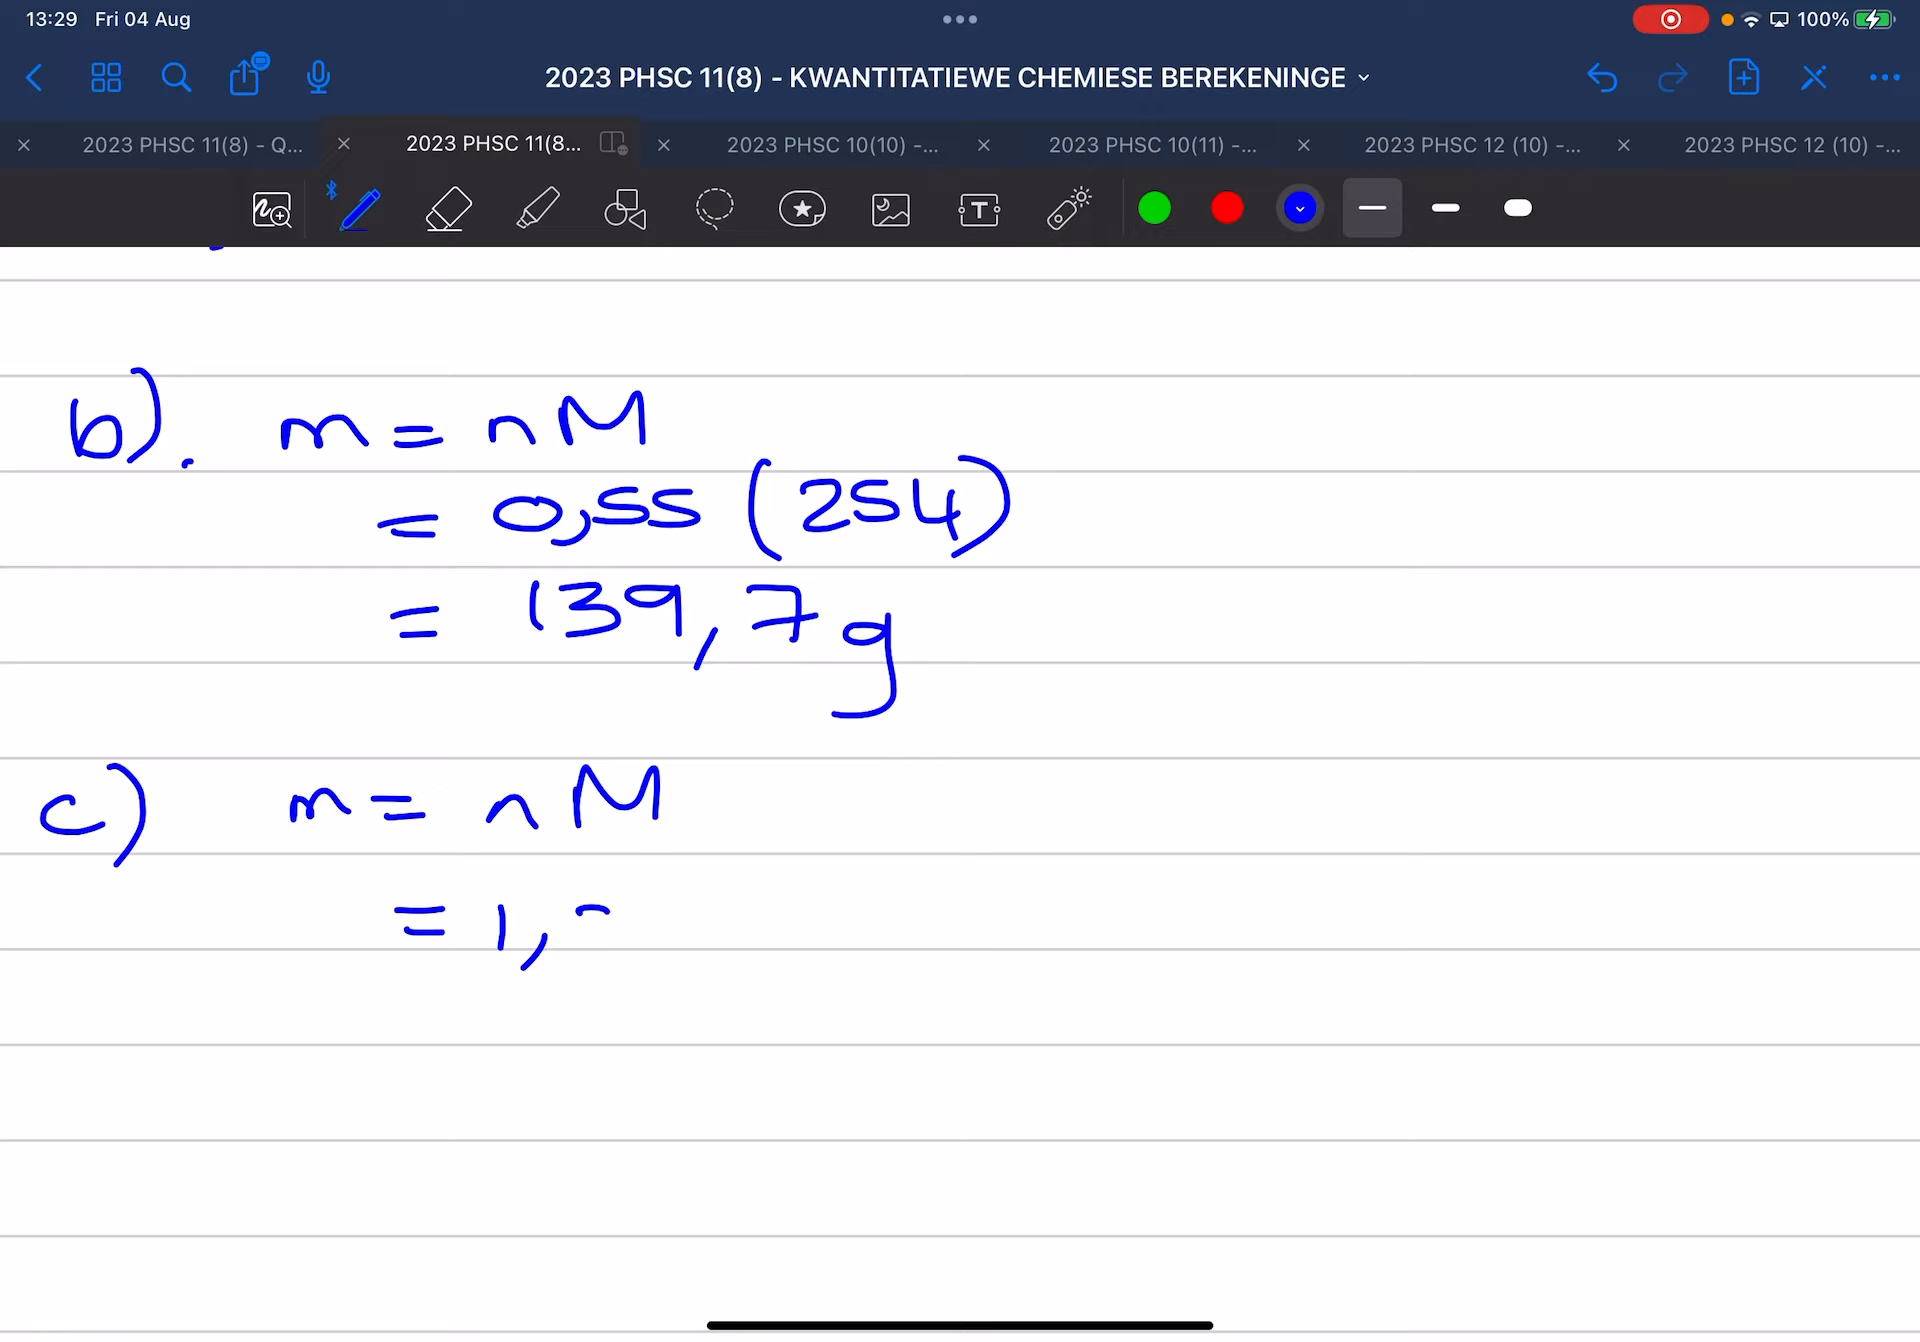 13:29 Fri 04 Aug
100%
2023 PHSC 11(8) - KWANTITATIEWE CHEMIESE BEREKENINGE
2023 PHSC 11(8) - Q... 2023 PHSC 11(8... 2023 PHSC 10(10) -... 2023 PHSC 10(11) -... 2023 PHSC 12 (10) -... 2023 PHSC 12 (10) -...
b). m = nM
= 0,55 (254)
= 139,7g
c) m = nM
= 1,